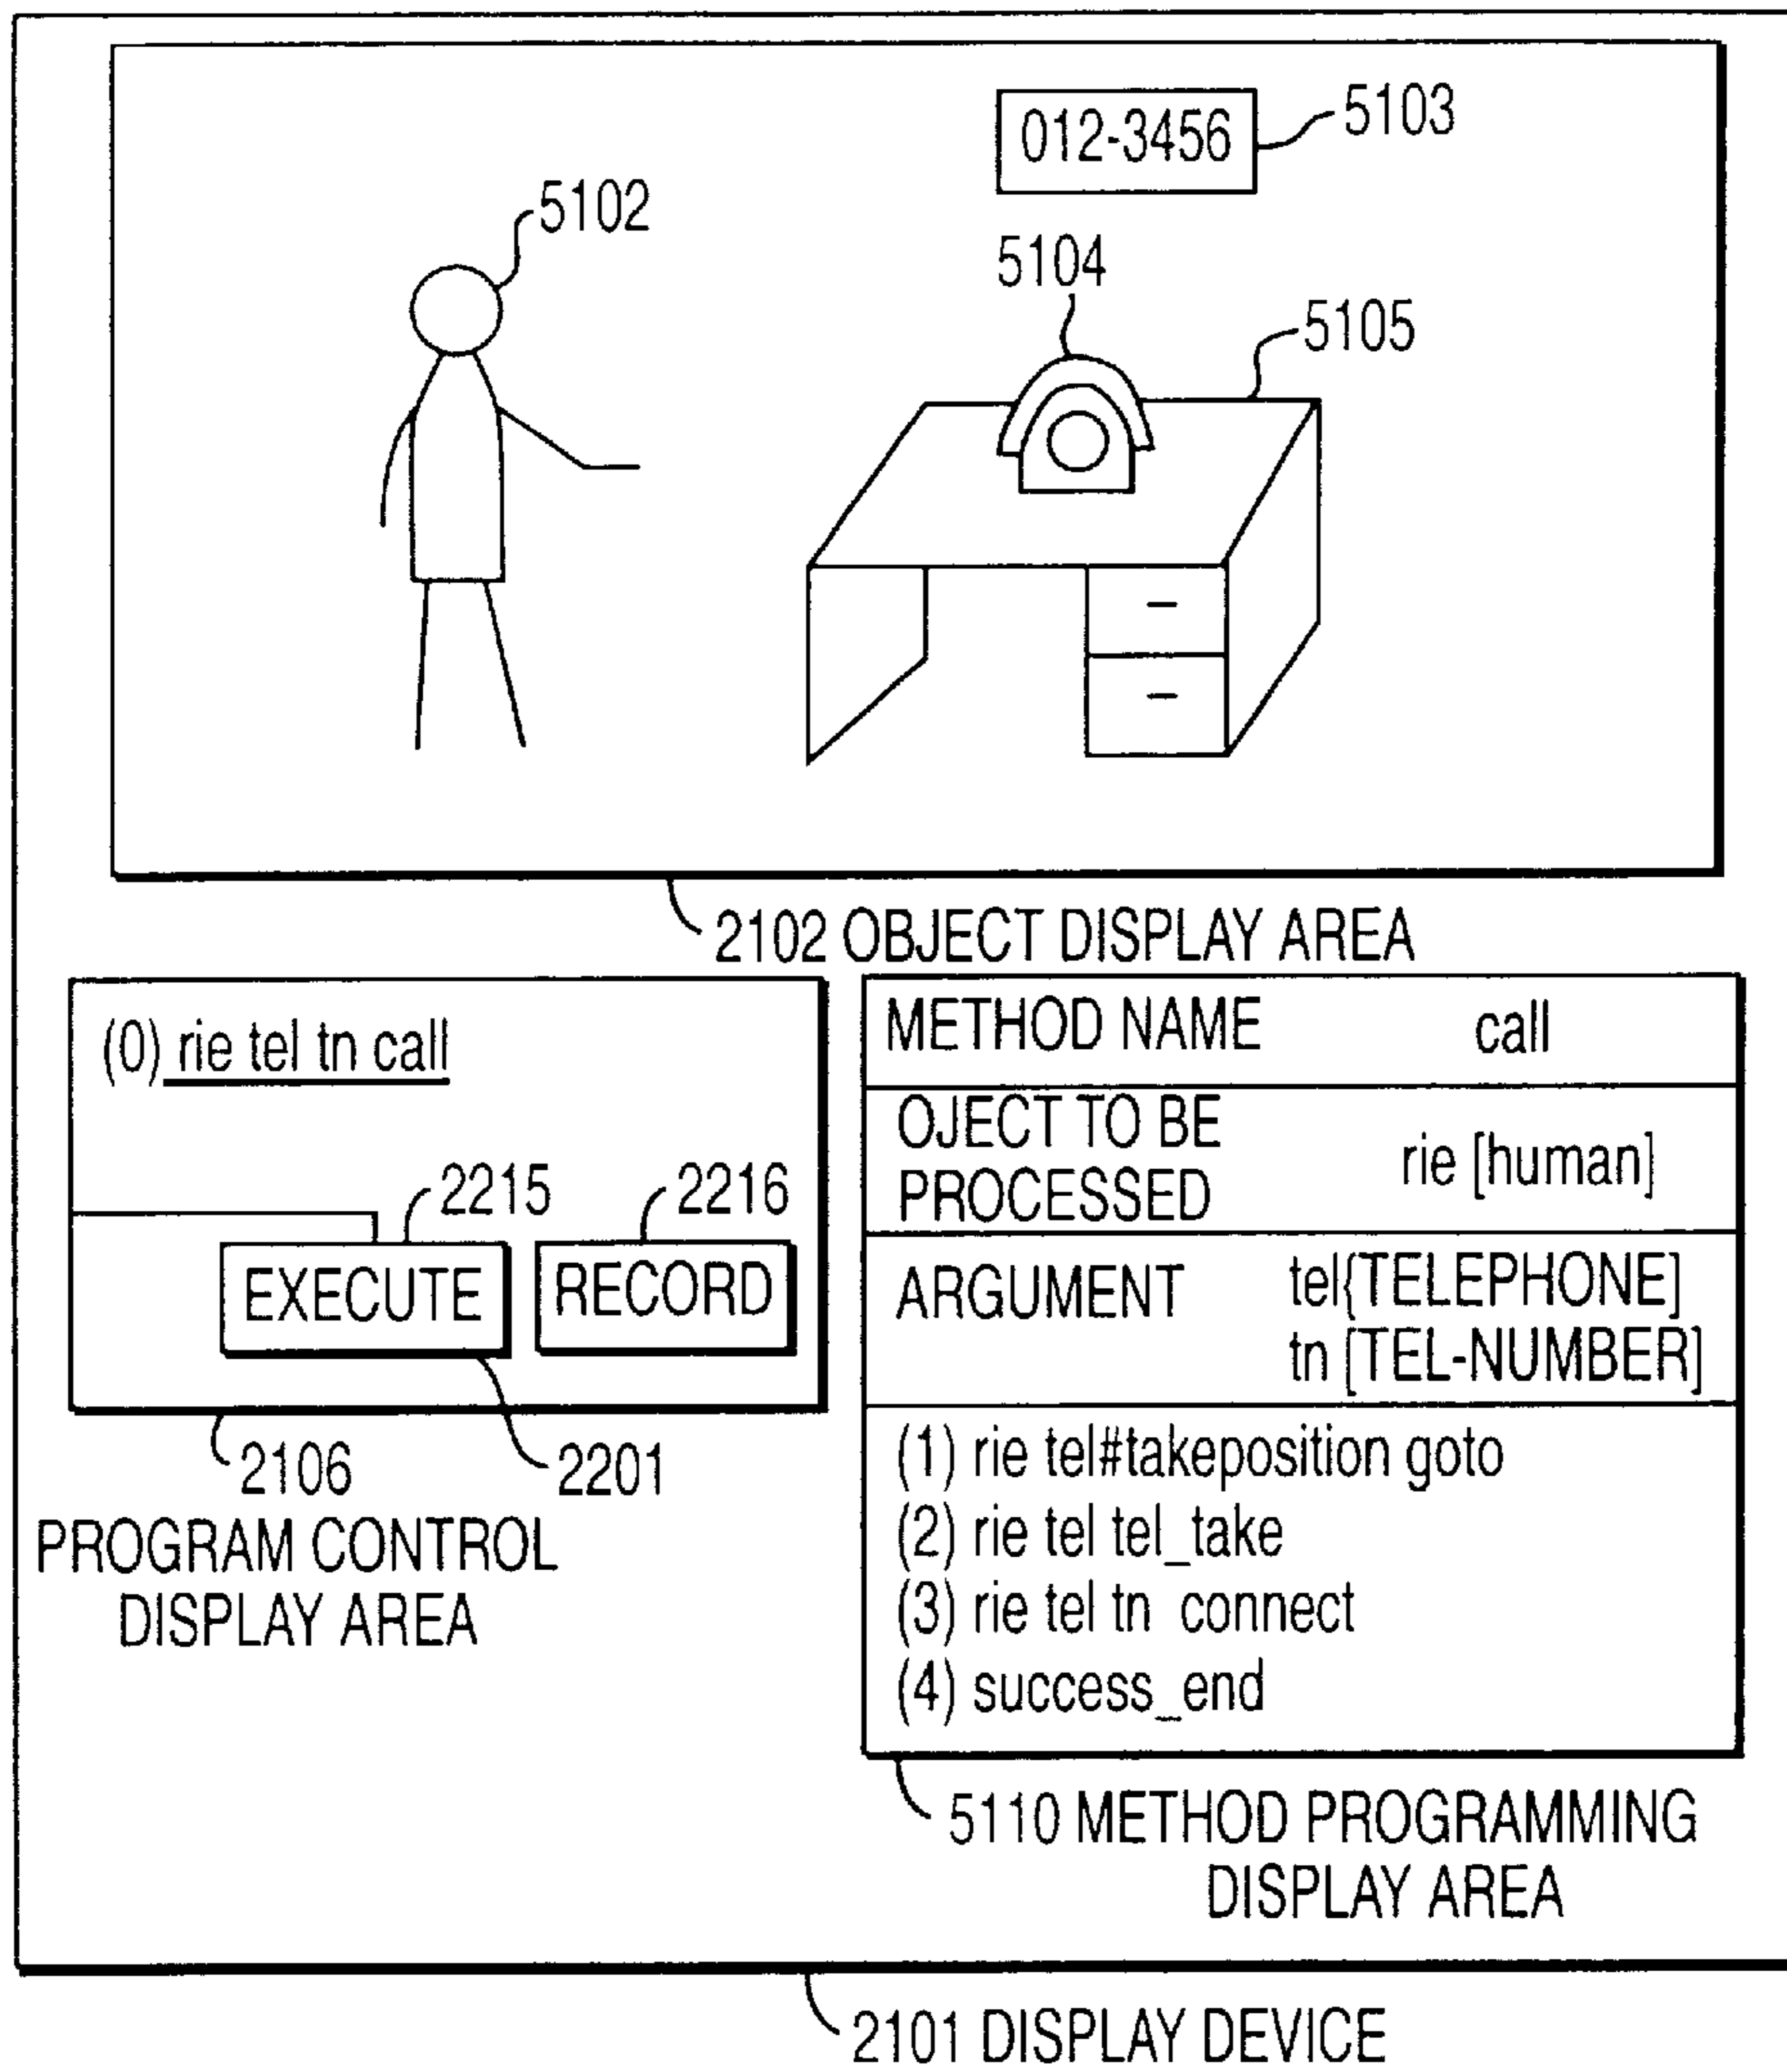 012-3456
5103
5102
5104
5105
2102 OBJECT DISPLAY AREA
(0) rie tel tn call
2215
2216
EXECUTE
RECORD
2106
2201
PROGRAM CONTROL
DISPLAY AREA
METHOD NAME call
OJECT TO BE
PROCESSED
rie [human]
ARGUMENT
tel{TELEPHONE]
tn [TEL-NUMBER]
(1) rie tel#takeposition goto
(2) rie tel tel_take
(3) rie tel tn connect
(4) success_end
5110 METHOD PROGRAMMING
DISPLAY AREA
2101 DISPLAY DEVICE